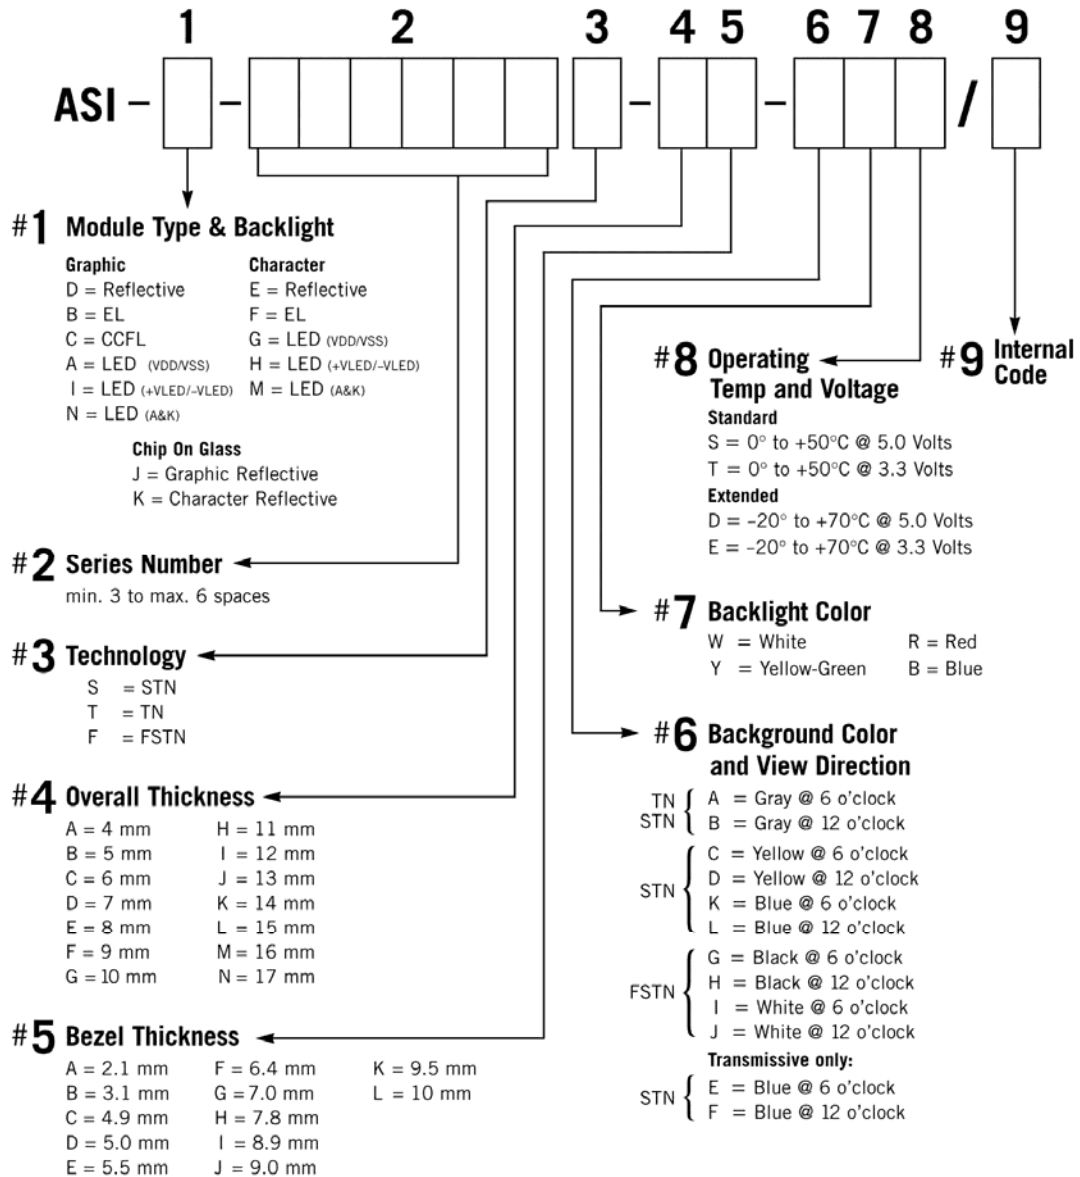 1 2 3 4 5 6 7 8 9
ASI – – – – /
#1 Module Type & Backlight
Graphic
D = Reflective
B = EL
C = CCFL
A = LED (VDD/VSS)
I = LED (+VLED/–VLED)
N = LED (A&K)
Character
E = Reflective
F = EL
G = LED (VDD/VSS)
H = LED (+VLED/–VLED)
M = LED (A&K)
Chip On Glass
J = Graphic Reflective
K = Character Reflective
#2 Series Number
min. 3 to max. 6 spaces
#3 Technology
S = STN
T = TN
F = FSTN
#4 Overall Thickness
A = 4 mm
B = 5 mm
C = 6 mm
D = 7 mm
E = 8 mm
F = 9 mm
G = 10 mm
H = 11 mm
I = 12 mm
J = 13 mm
K = 14 mm
L = 15 mm
M = 16 mm
N = 17 mm
#5 Bezel Thickness
A = 2.1 mm
B = 3.1 mm
C = 4.9 mm
D = 5.0 mm
E = 5.5 mm
F = 6.4 mm
G = 7.0 mm
H = 7.8 mm
I = 8.9 mm
J = 9.0 mm
K = 9.5 mm
L = 10 mm
#8 Operating
Temp and Voltage
Standard
S = 0° to +50°C @ 5.0 Volts
T = 0° to +50°C @ 3.3 Volts
Extended
D = –20° to +70°C @ 5.0 Volts
E = –20° to +70°C @ 3.3 Volts
#9 Internal
Code
#7 Backlight Color
W = White
Y = Yellow-Green
R = Red
B = Blue
#6 Background Color
and View Direction
TN
STN
A = Gray @ 6 o'clock
B = Gray @ 12 o'clock
STN
C = Yellow @ 6 o'clock
D = Yellow @ 12 o'clock
K = Blue @ 6 o'clock
L = Blue @ 12 o'clock
FSTN
G = Black @ 6 o'clock
H = Black @ 12 o'clock
I = White @ 6 o'clock
J = White @ 12 o'clock
Transmissive only:
STN
E = Blue @ 6 o'clock
F = Blue @ 12 o'clock